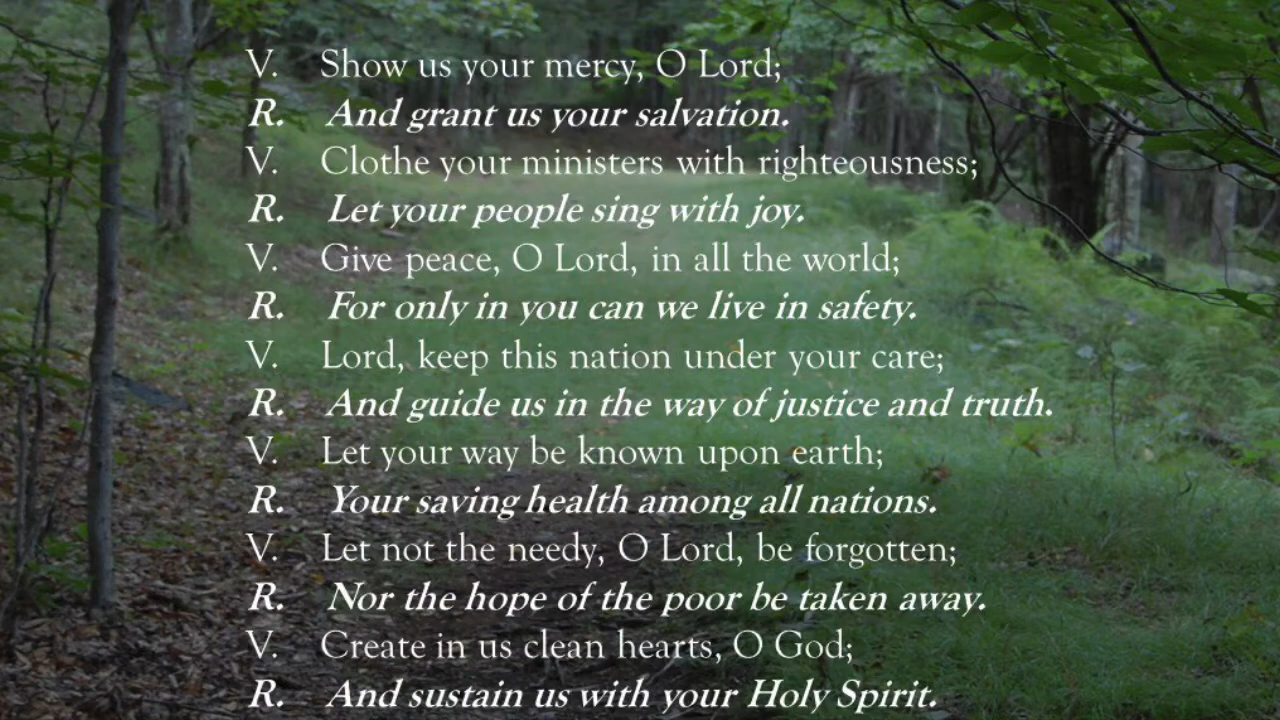 V. Show us your mercy, O Lord;
R. And grant us your salvation.
V. Clothe your ministers with righteousness;
R. Let your people sing with joy.
V. Give peace, O Lord, in all the world;
R. For only in you can we live in safety.
V. Lord, keep this nation under your care;
R. And guide us in the way of justice and truth.
V. Let your way be known upon earth;
R. Your saving health among all nations.
V. Let not the needy, O Lord, be forgotten;
R. Nor the hope of the poor be taken away.
V. Create in us clean hearts, O God;
R. And sustain us with your Holy Spirit.